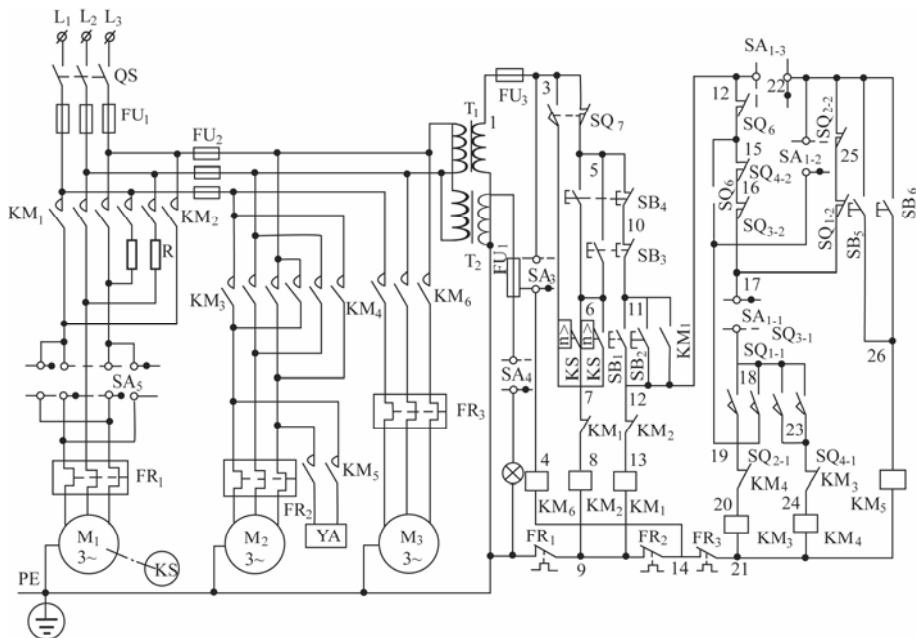 L1 L2 L3
QS
FU1
FU2
FU3
T1
1
3
SQ7
5
SB4
10
SB3
6
11
n>
n>
KS
KS
SB1
SB2
KM1
7
12
KM1
KM2
8
13
KM2
KM1
9
KM1
R
KM2
KM3
KM4
KM6
T2
FU1
SA3
SA4
4
KM6
SA5
FR1
FR2
FR3
KM5
YA
M1
3~
KS
M2
3~
M3
3~
PE
FR1
FR2
14
FR3
21
SA1-3
12
22
SQ6
SQ2-2
15
SA1-2
25
SQ4-2
SQ6
16
SQ3-2
SQ1-2
SB5
SB6
17
SA1-1
SQ3-1
SQ1-1
18
23
26
19
SQ2-1
SQ4-1
KM4
KM3
20
24
KM3
KM4
KM5